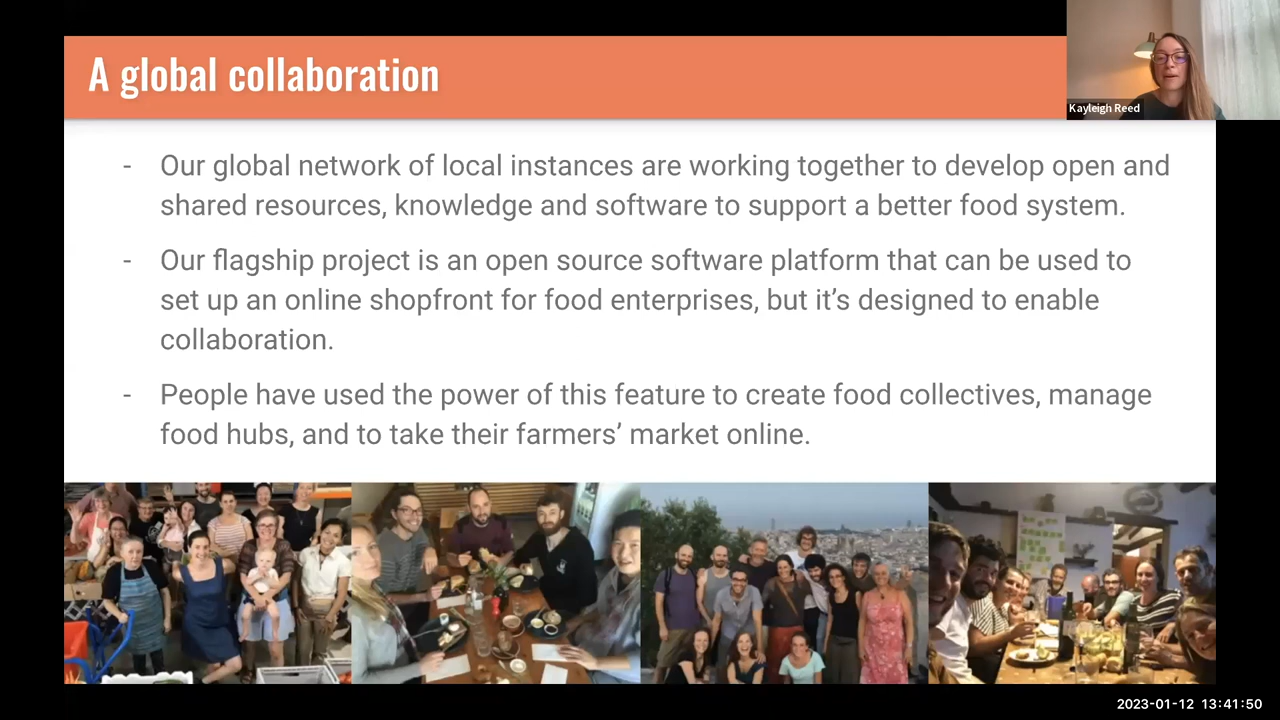 A global collaboration
Kayleigh Reed
- Our global network of local instances are working together to develop open and
shared resources, knowledge and software to support a better food system.
- Our flagship project is an open source software platform that can be used to
set up an online shopfront for food enterprises, but it’s designed to enable
collaboration.
- People have used the power of this feature to create food collectives, manage
food hubs, and to take their farmers’ market online.
2023-01-12 13:41:50